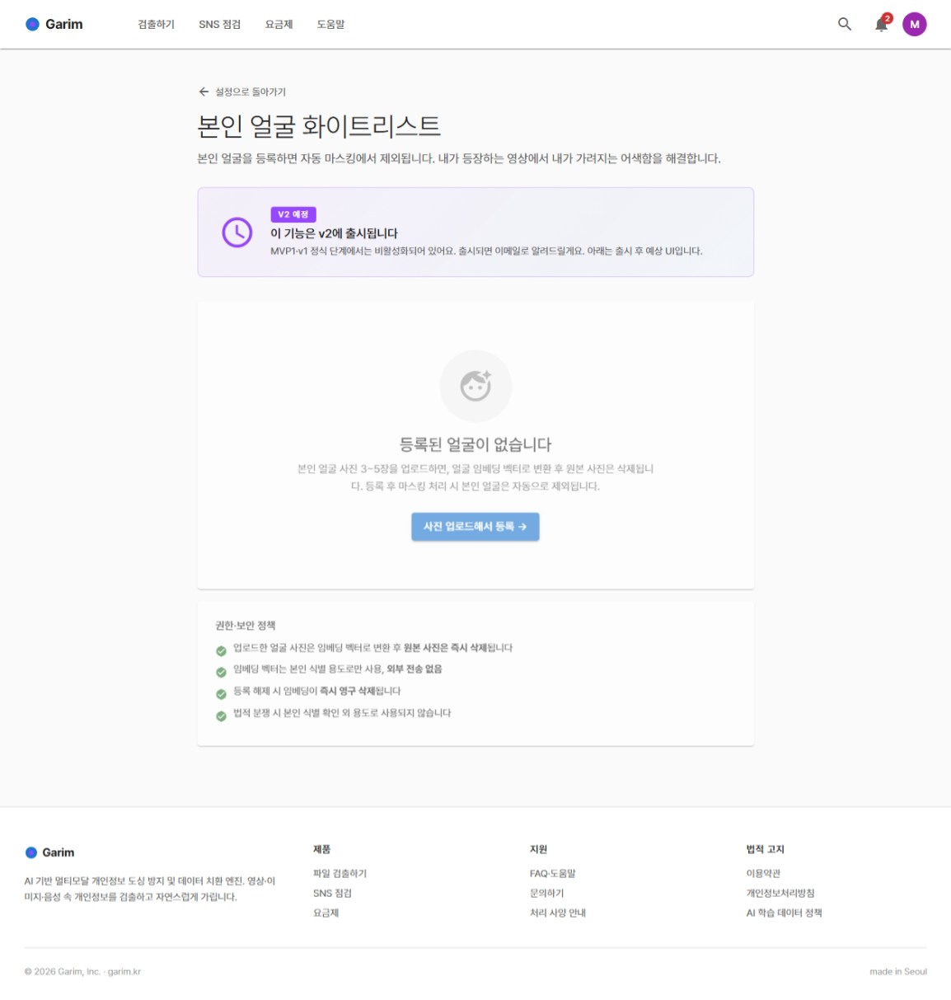 Garim
검출하기
SNS 점검
요금제
도움말
2
M
← 설정으로 돌아가기
본인 얼굴 화이트리스트
본인 얼굴을 등록하면 자동 마스킹에서 제외됩니다. 내가 등장하는 영상에서 내가 가려지는 어색함을 해결합니다.
V2 예정
이 기능은 v2에 출시됩니다
MVP1·v1 정식 단계에서는 비활성화되어 있어요. 출시되면 이메일로 알려드릴게요. 아래는 출시 후 예상 UI입니다.
등록된 얼굴이 없습니다
본인 얼굴 사진 3~5장을 업로드하면, 얼굴 임베딩 벡터로 변환 후 원본 사진은 삭제됩니
다. 등록 후 마스킹 처리 시 본인 얼굴은 자동으로 제외됩니다.
사진 업로드해서 등록 →
권한·보안 정책
업로드한 얼굴 사진은 임베딩 벡터로 변환 후 원본 사진은 즉시 삭제됩니다
임베딩 벡터는 본인 식별 용도로만 사용, 외부 전송 없음
등록 해제 시 임베딩이 즉시 영구 삭제됩니다
법적 분쟁 시 본인 식별 확인 외 용도로 사용되지 않습니다
Garim
AI 기반 멀티모달 개인정보 도싱 방지 및 데이터 치환 엔진. 영상·이
미지·음성 속 개인정보를 검출하고 자연스럽게 가립니다.
제품
파일 검출하기
SNS 점검
요금제
지원
FAQ·도움말
문의하기
처리 사양 안내
법적 고지
이용약관
개인정보처리방침
AI 학습 데이터 정책
© 2026 Garim, Inc. · garim.kr
made in Seoul